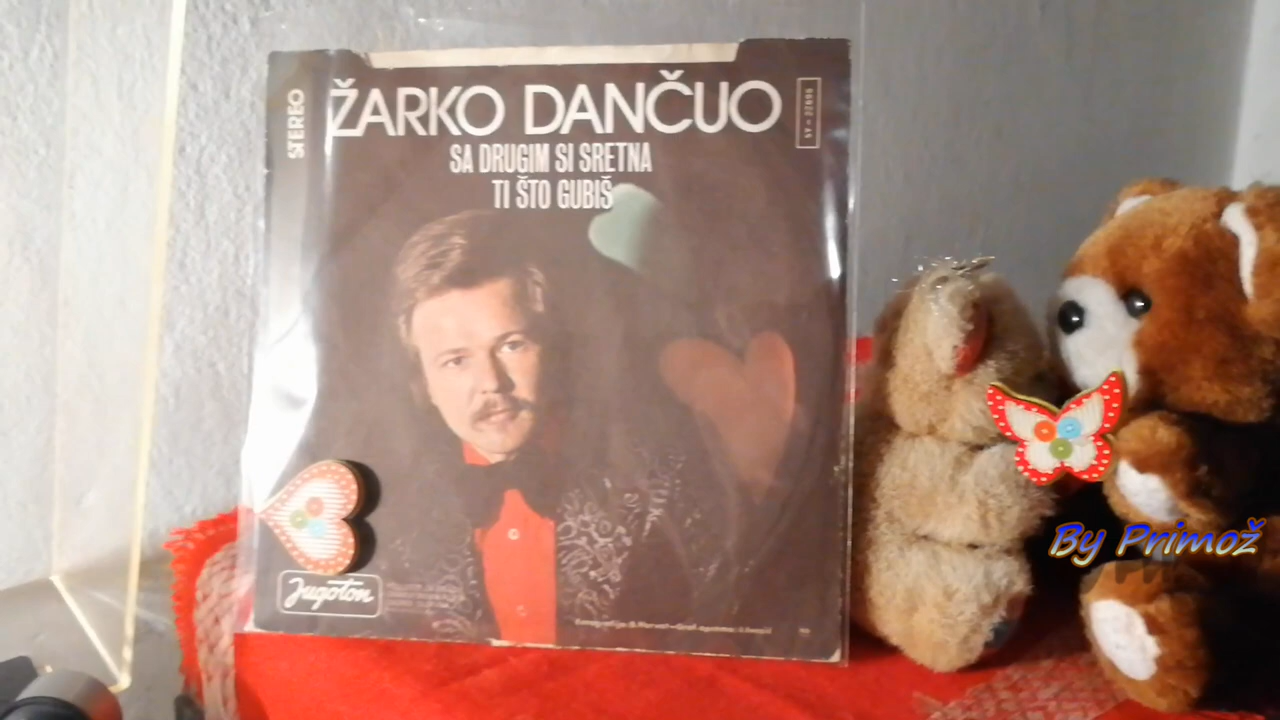 STEREO
ŽARKO DANČUO
SA DRUGIM SI SRETNA
TI ŠTO GUBIŠ
Jugoton
By Primož